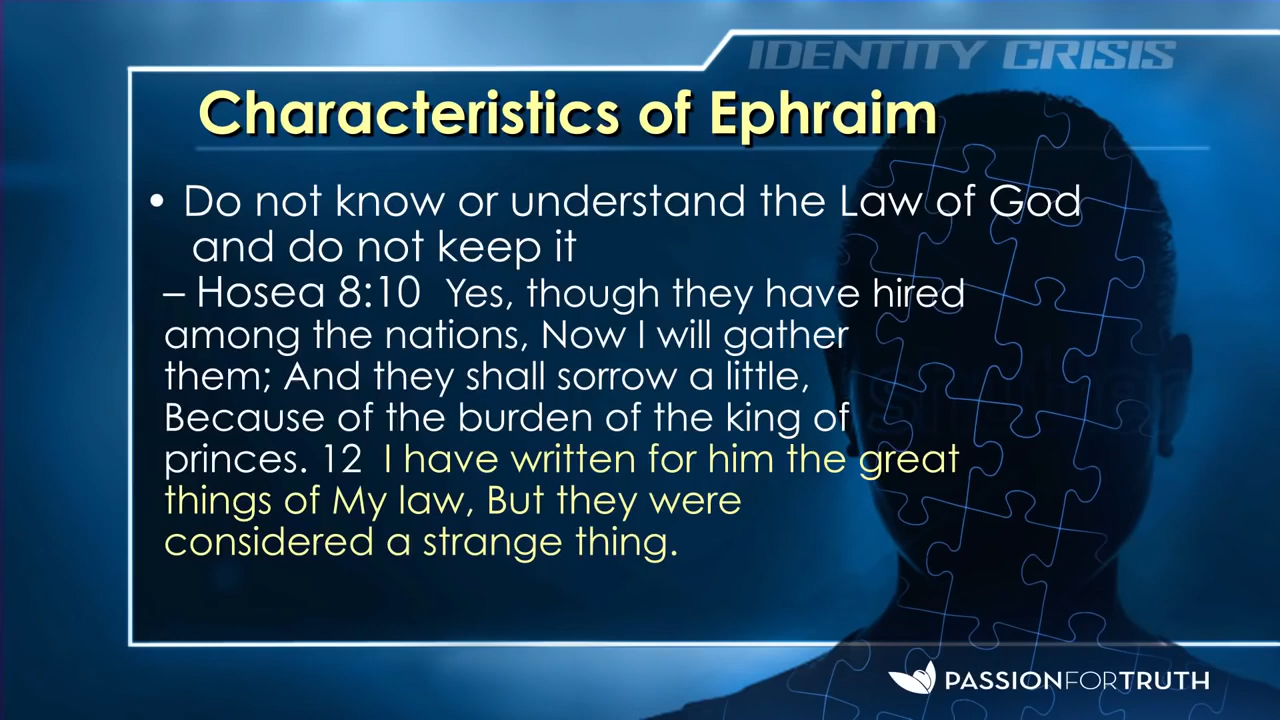 IDENTITY CRISIS
Characteristics of Ephraim
• Do not know or understand the Law of God
and do not keep it
– Hosea 8:10 Yes, though they have hired
among the nations, Now I will gather
them; And they shall sorrow a little,
Because of the burden of the king of
princes. 12 I have written for him the great
things of My law, But they were
considered a strange thing.
PASSIONFORTRUTH